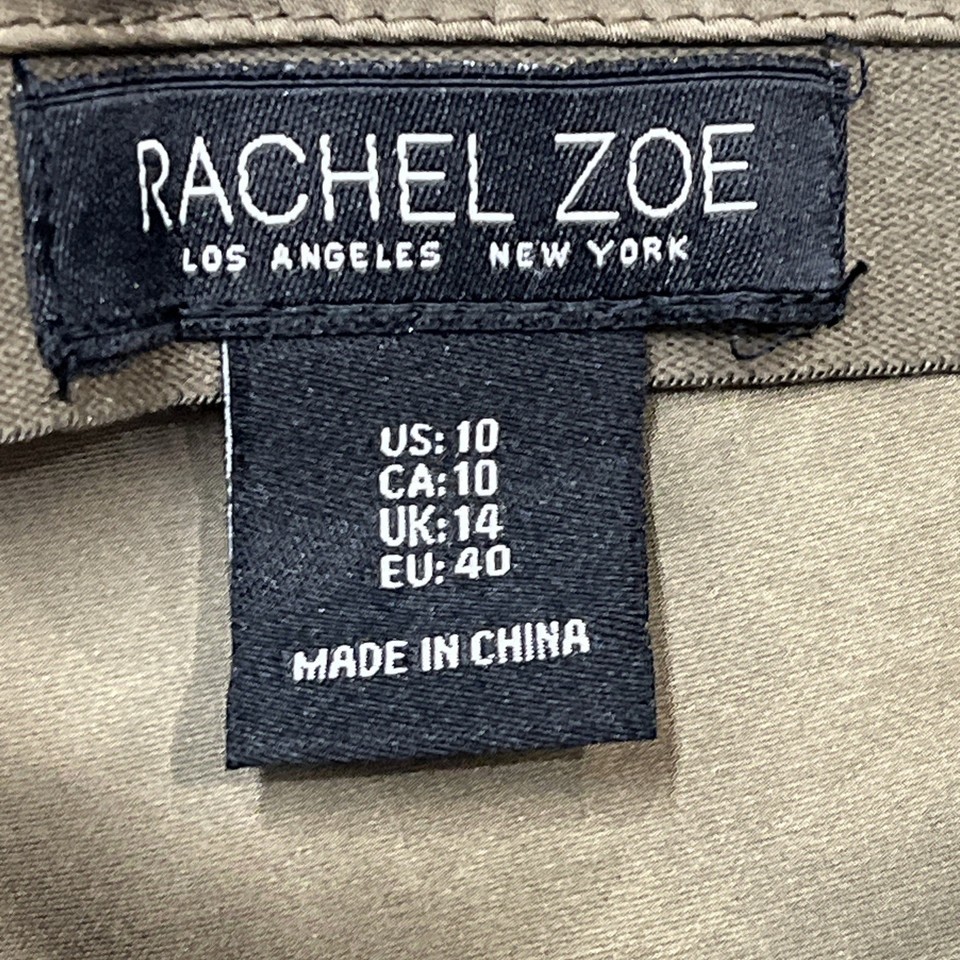 RACHEL ZOE
LOS ANGELES NEW YORK
US: 10
CA: 10
UK: 14
EU: 40
MADE IN CHINA